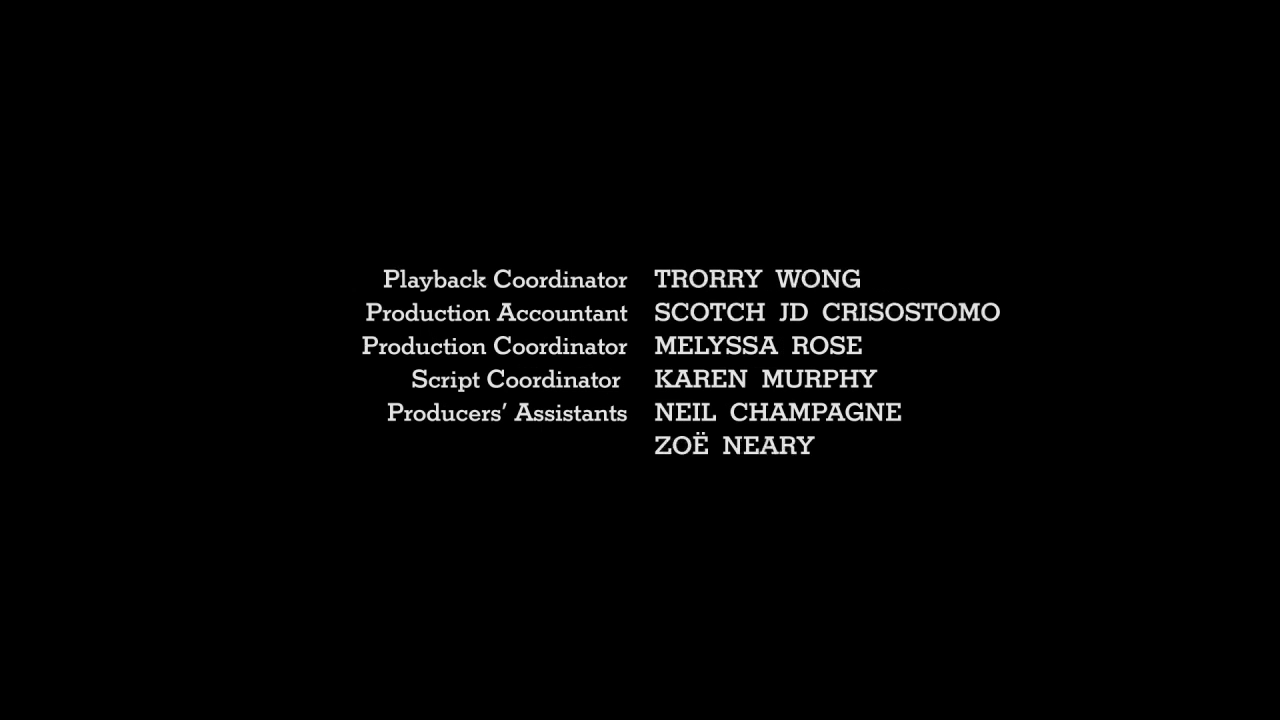 Playback Coordinator TRORRY WONG
Production Accountant SCOTCH JD CRISOSTOMO
Production Coordinator MELYSSA ROSE
Script Coordinator KAREN MURPHY
Producers’ Assistants NEIL CHAMPAGNE
ZOË NEARY